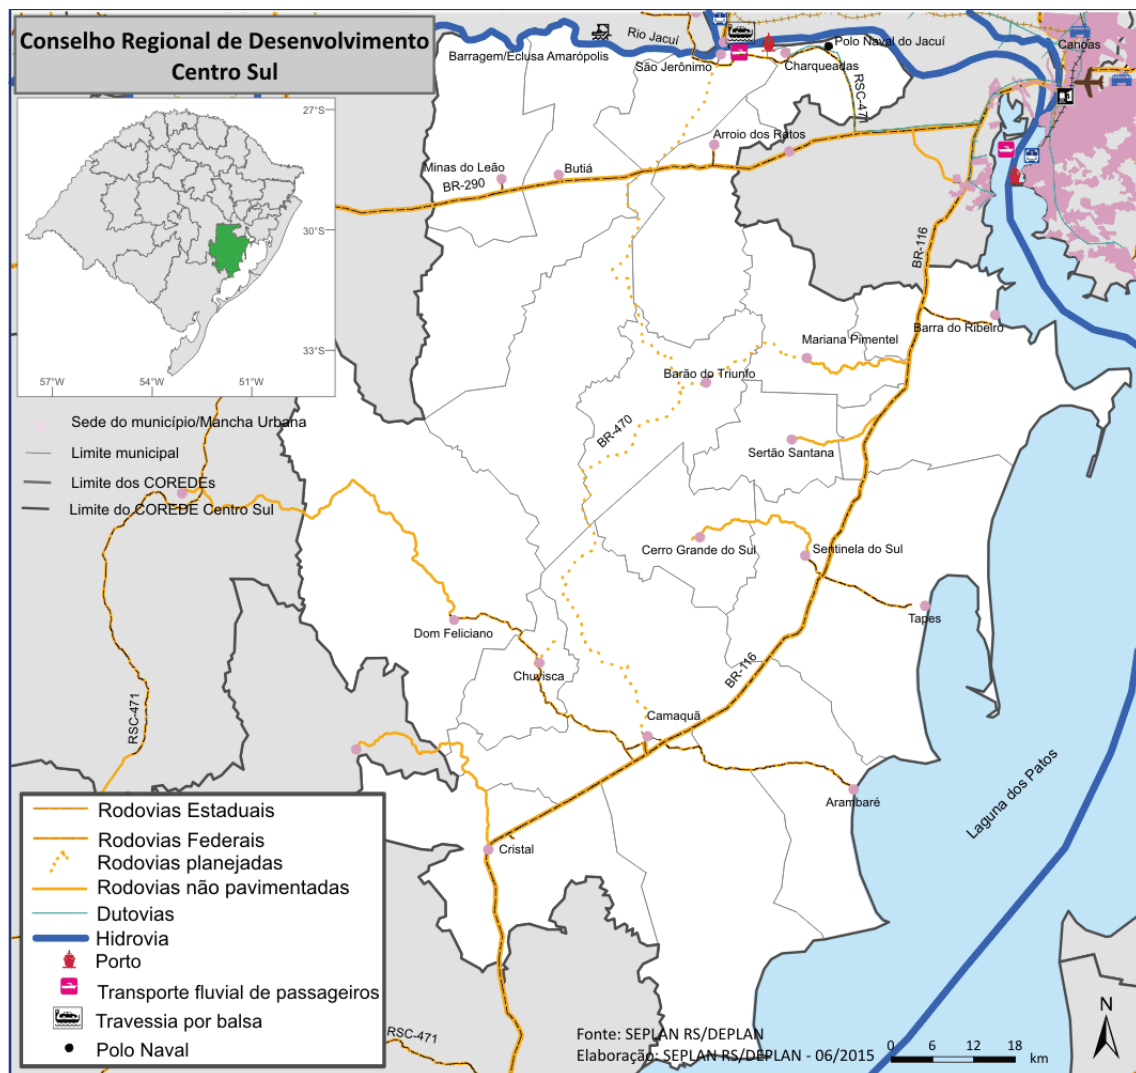 Conselho Regional de Desenvolvimento
Centro Sul
27°S
30°S
33°S
57°W
54°W
51°W
Rio Jacuí
Barragem/Eclusa Amarópolis
São Jerônimo
Polo Naval do Jacuí
Charqueadas
Canoas
RSC-471
Arroio dos Ratos
Minas do Leão
Butiá
BR-290
BR-116
Barra do Ribeiro
Mariana Pimentel
Barão do Triunfo
BR-470
Sertão Santana
Cerro Grande do Sul
Sentinela do Sul
Tapes
Dom Feliciano
Chuvisca
BR-116
RSC-471
Camaquã
Arambaré
Laguna dos Patos
Cristal
RSC-471
Sede do município/Mancha Urbana
Limite municipal
Limite dos COREDEs
Limite do COREDE Centro Sul
Rodovias Estaduais
Rodovias Federais
Rodovias planejadas
Rodovias não pavimentadas
Dutovias
Hidrovia
Porto
Transporte fluvial de passageiros
Travessia por balsa
Polo Naval
Fonte: SEPLAN RS/DEPLAN
Elaboração: SEPLAN RS/DEPLAN - 06/2015
0 6 12 18
km
N